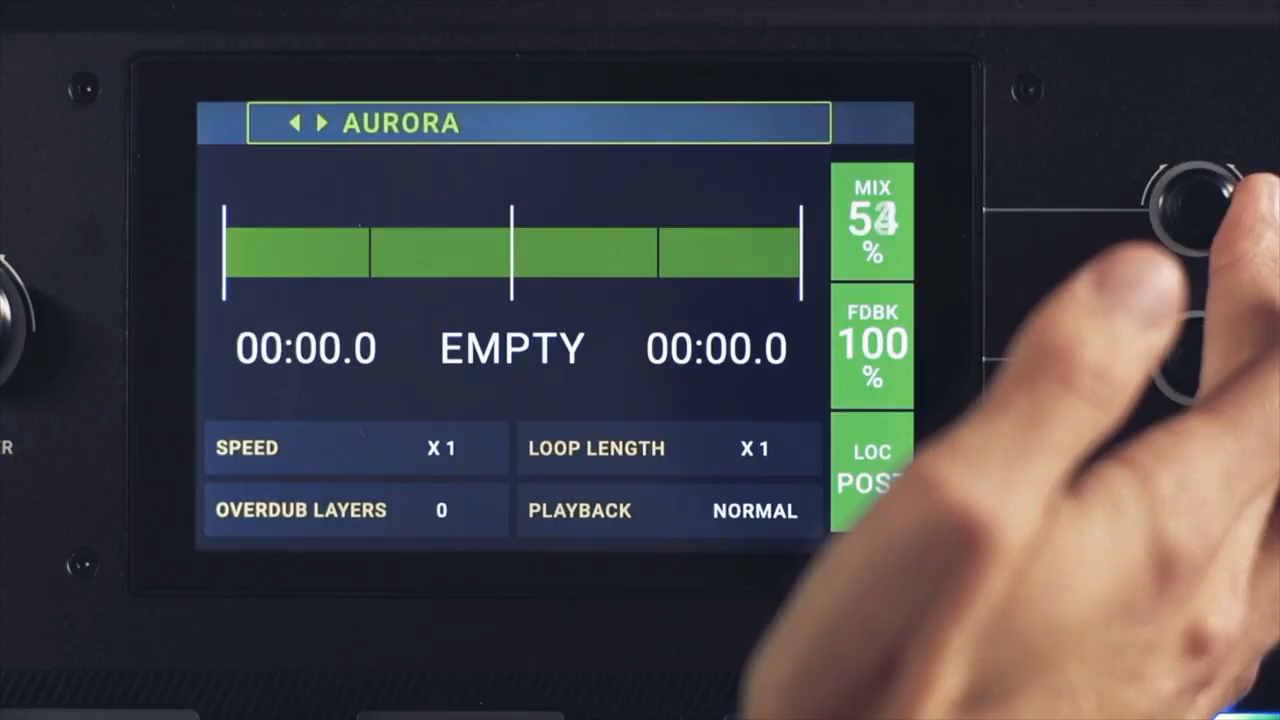 AURORA
MIX
%
00:00.0 EMPTY 00:00.0
FDBK
100
%
SPEED X 1 LOOP LENGTH X 1
OVERDUB LAYERS 0 PLAYBACK NORMAL
LOC
POST